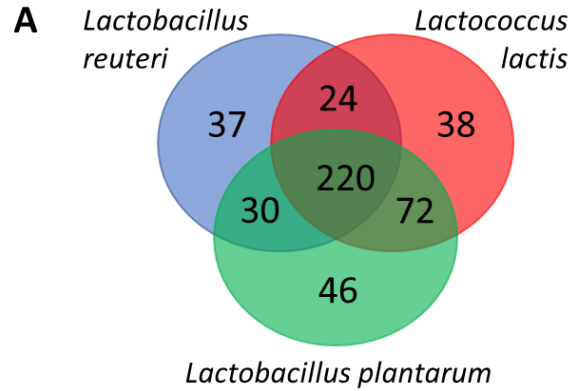 A
Lactobacillus
reuteri
Lactococcus
lactis
24
37
38
220
30
72
46
Lactobacillus plantarum